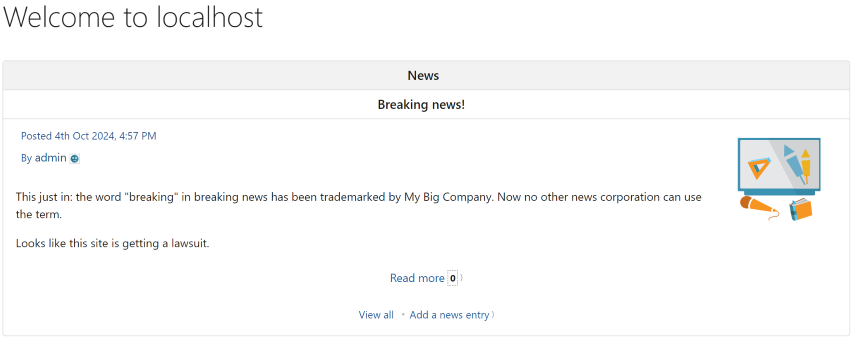 Welcome to localhost
News
Breaking news!
Posted 4th Oct 2024, 4:57 PM
By admin
This just in: the word "breaking" in breaking news has been trademarked by My Big Company. Now no other news corporation can use
the term.
Looks like this site is getting a lawsuit.
Read more 0
View all • Add a news entry